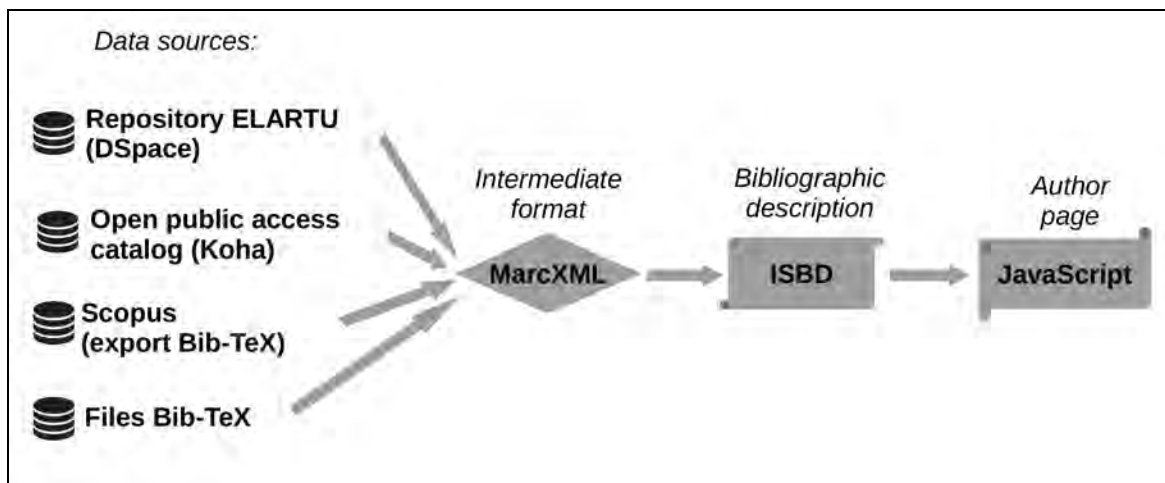 Data sources:
Repository ELARTU
(DSpace)
Open public access
catalog (Koha)
Scopus
(export Bib-TeX)
Files Bib-TeX
Intermediate
format
MarcXML
Bibliographic
description
ISBD
Author
page
JavaScript